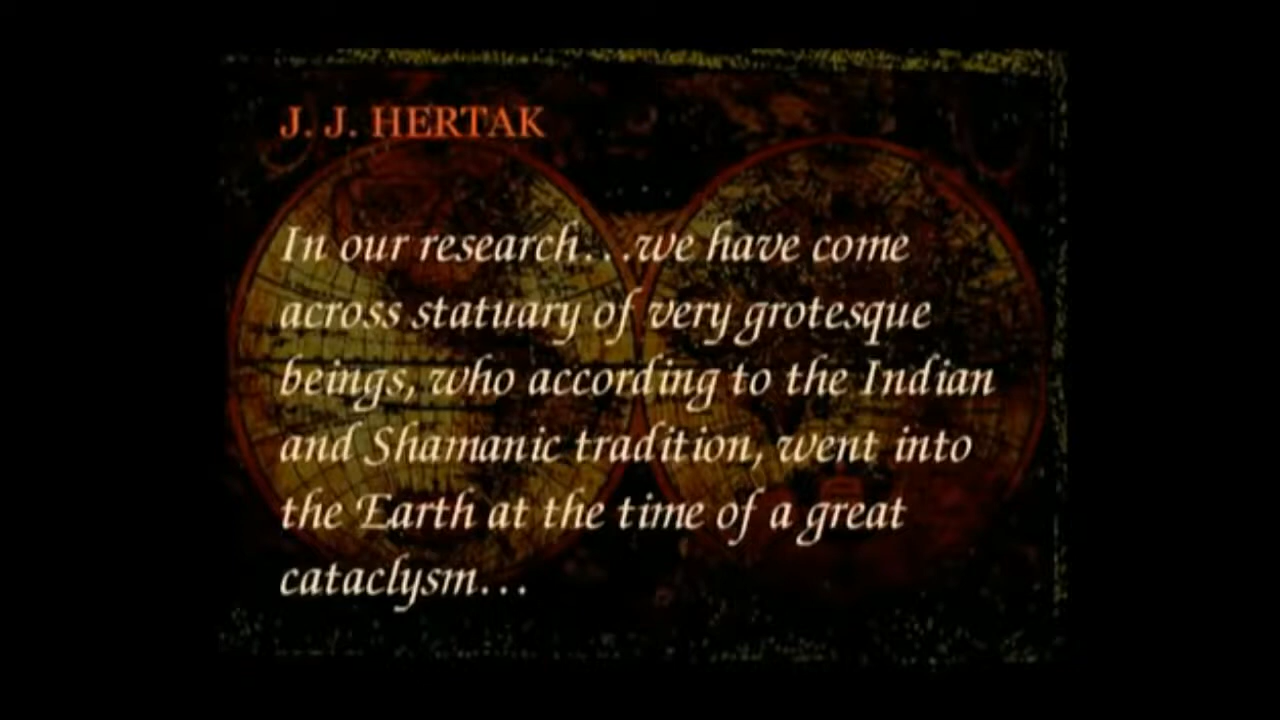 J. J. HERTAK
In our research...we have come
across statuary of very grotesque
beings, who according to the Indian
and Shamanic tradition, went into
the Earth at the time of a great
cataclysm...